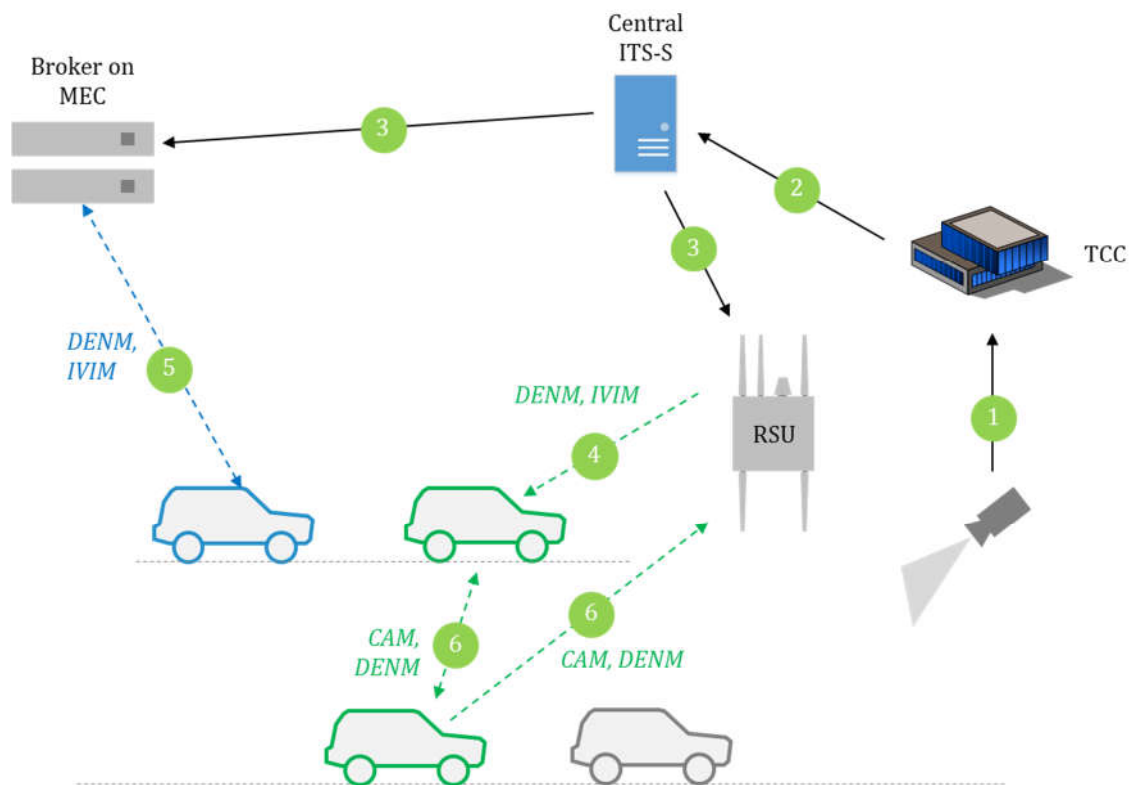 Central
ITS-S
Broker on
MEC
3
2
3
TCC
DENM,
IVIM
5
DENM, IVIM
4
RSU
1
CAM,
DENM
6
6
CAM, DENM